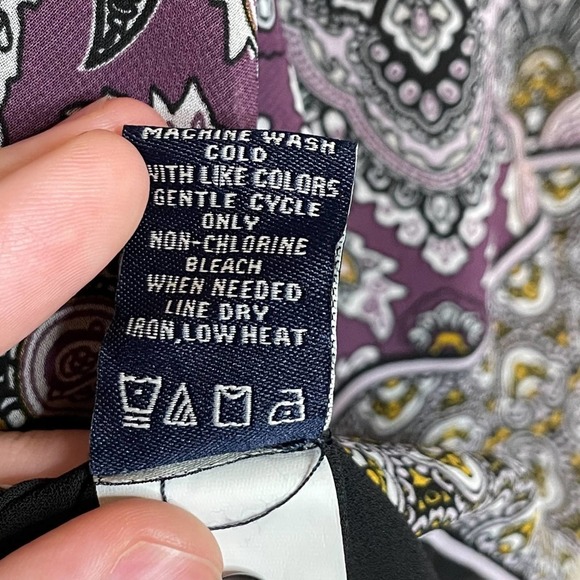 MACHINE WASH
COLD
WITH LIKE COLORS
GENTLE CYCLE
ONLY
NON-CHLORINE
BLEACH
WHEN NEEDED
LINE DRY
IRON, LOW HEAT